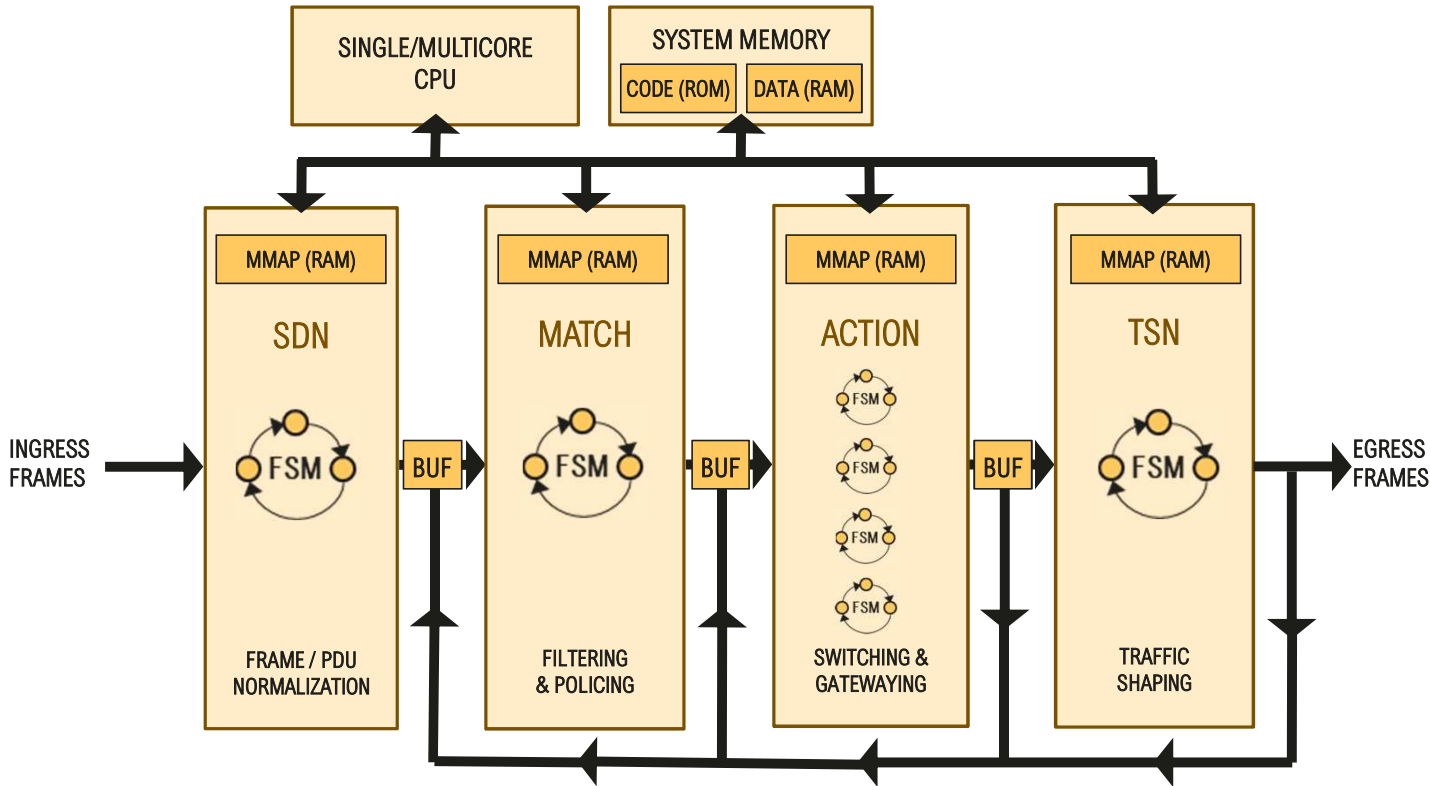 SINGLE/MULTICORE
CPU
SYSTEM MEMORY
CODE (ROM)
DATA (RAM)
MMAP (RAM)
MMAP (RAM)
MMAP (RAM)
MMAP (RAM)
SDN
MATCH
ACTION
TSN
FSM
FSM
FSM
FSM
FSM
FSM
FSM
INGRESS
FRAMES
BUF
BUF
BUF
EGRESS
FRAMES
FRAME / PDU
NORMALIZATION
FILTERING
& POLICING
SWITCHING &
GATEWAYING
TRAFFIC
SHAPING